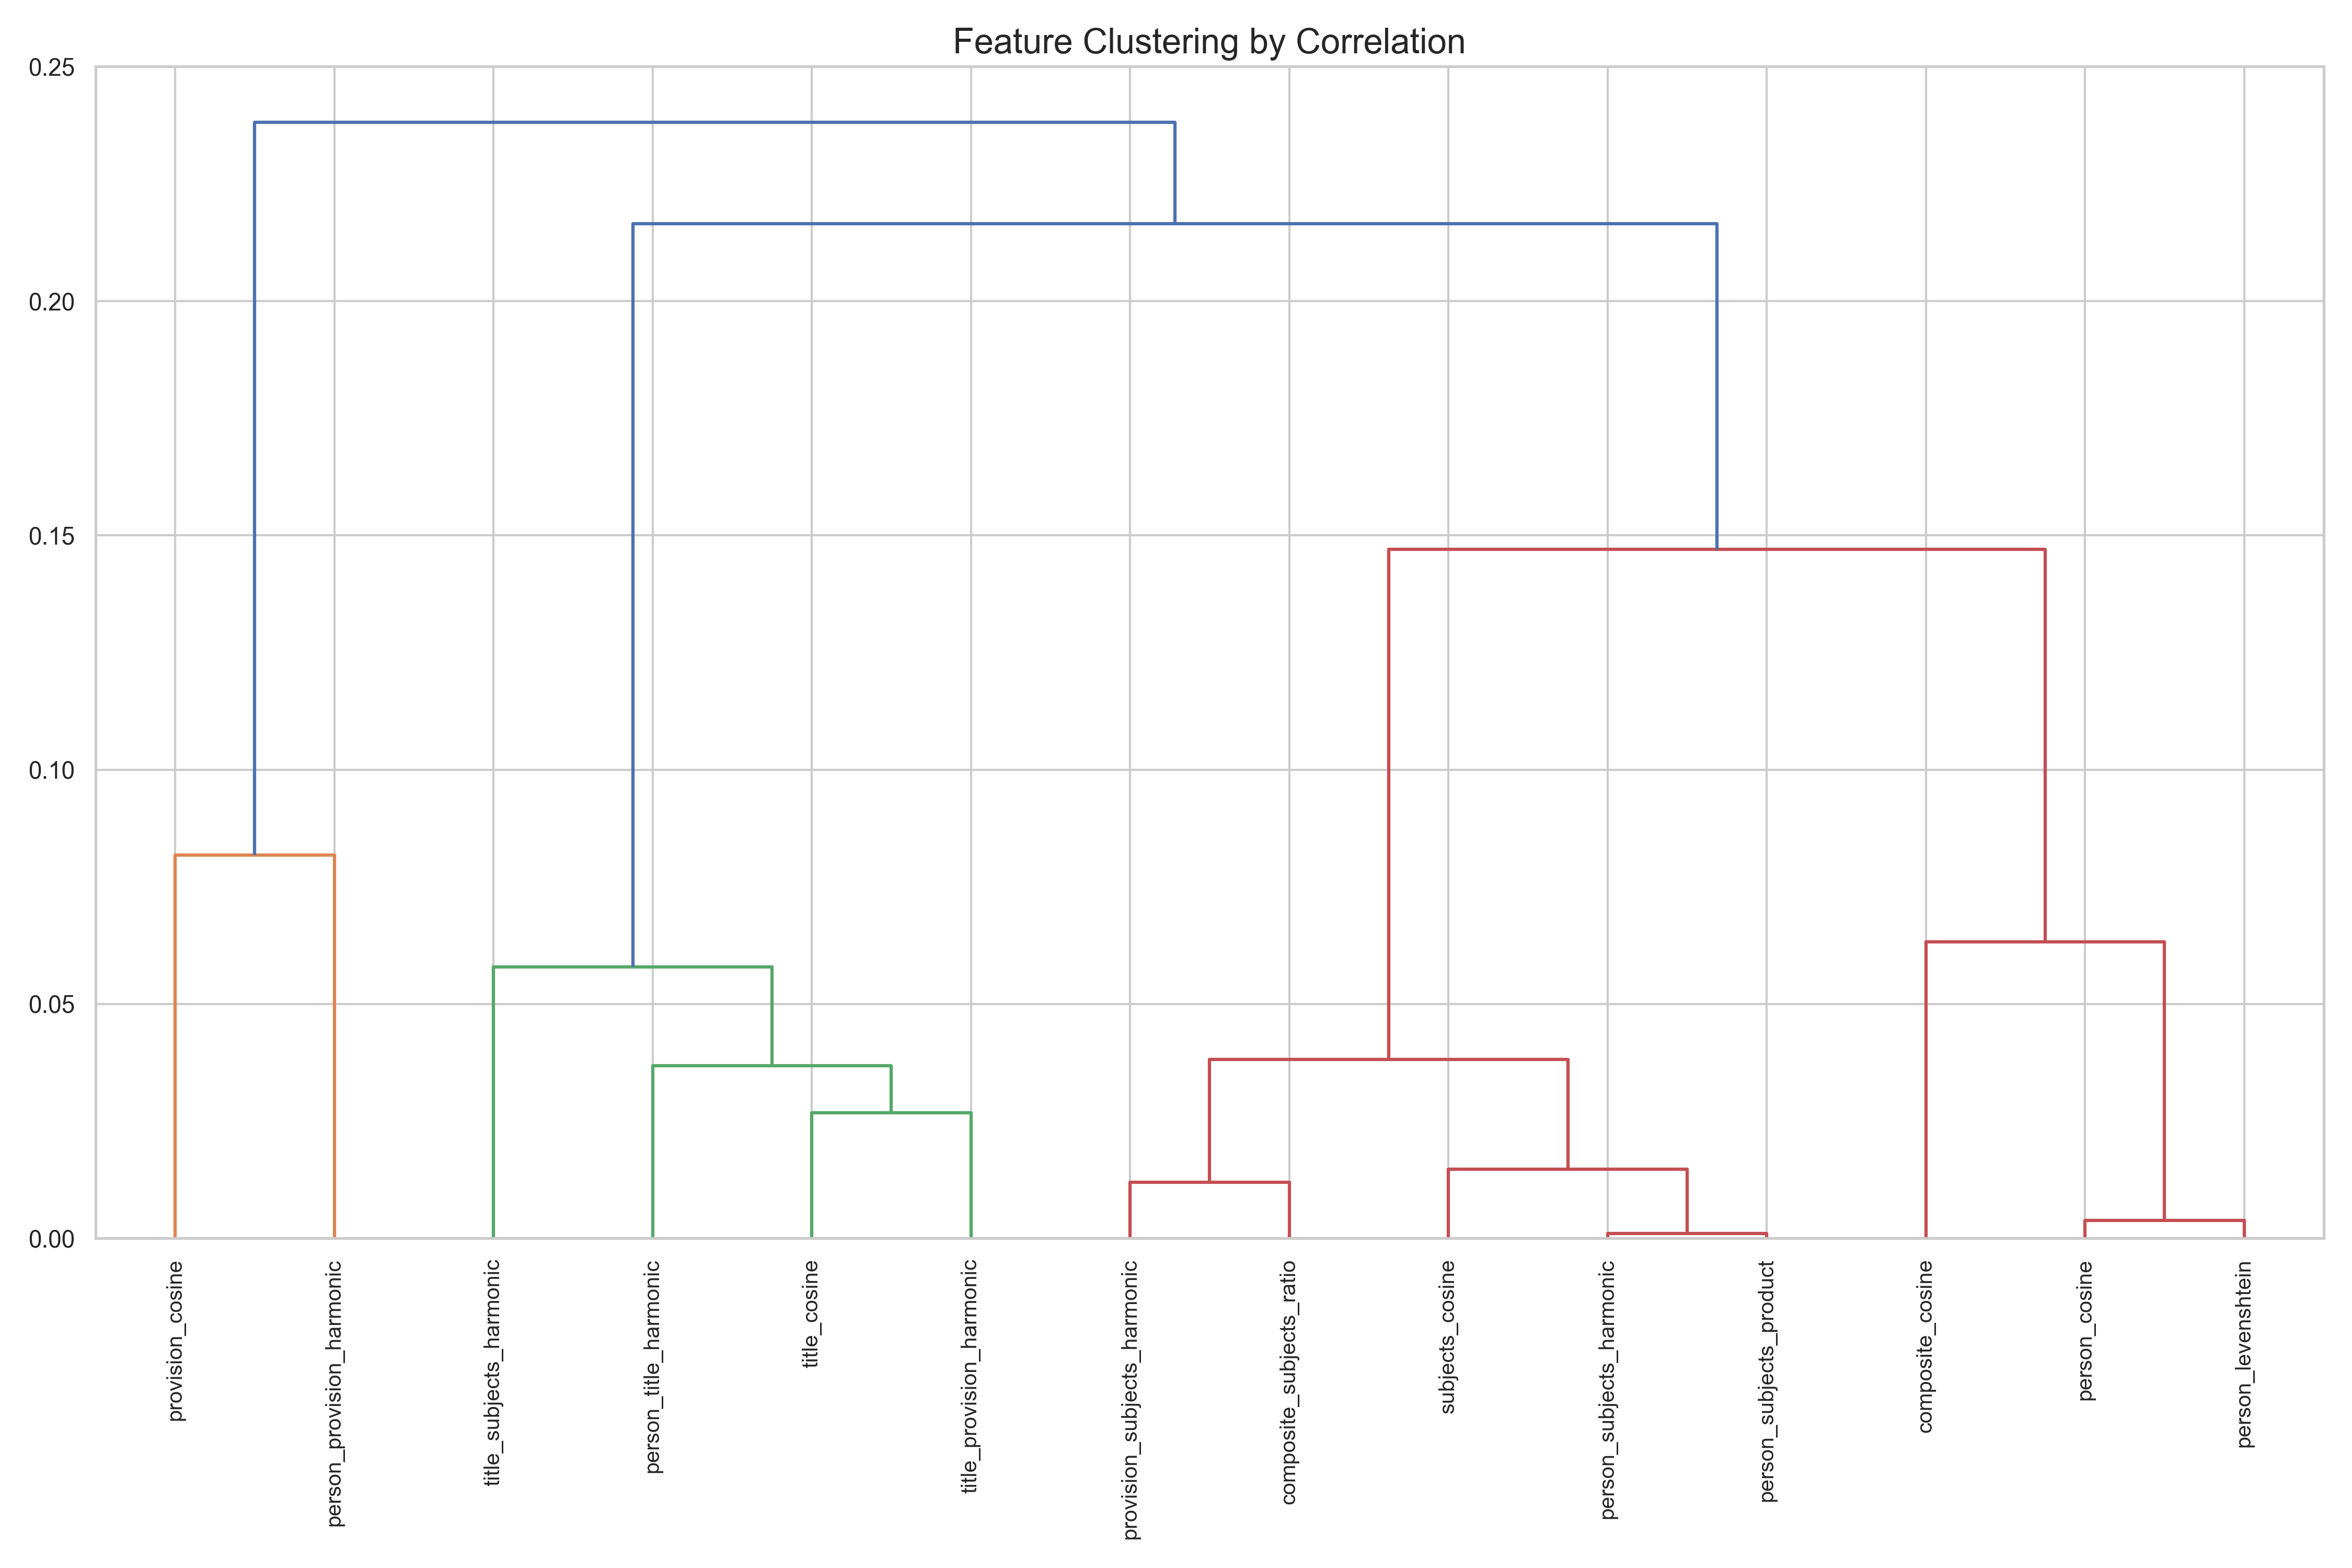 Feature Clustering by Correlation
0.25
0.20
0.15
0.10
0.05
0.00
provision_cosine
person_provision_harmonic
title_subjects_harmonic
person_title_harmonic
title_cosine
title_provision_harmonic
provision_subjects_harmonic
composite_subjects_ratio
subjects_cosine
person_subjects_harmonic
person_subjects_product
composite_cosine
person_cosine
person_levenshtein